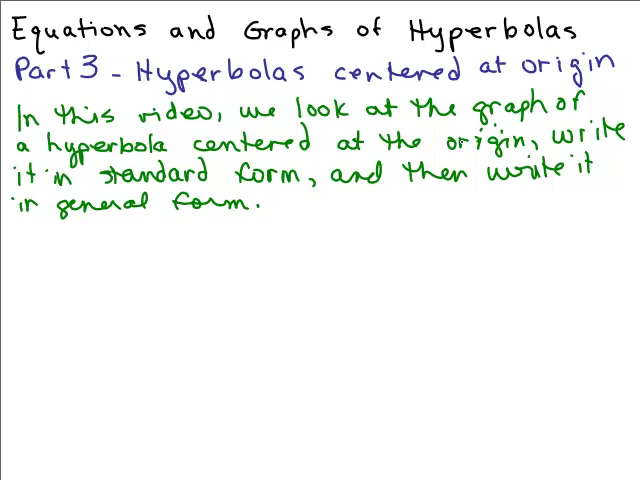 Equations and Graphs of Hyperbolas
Part 3 - Hyperbolas centered at origin
In this video, we look at the graph of
a hyperbola centered at the origin, write
it in standard form, and then write it
in general form.